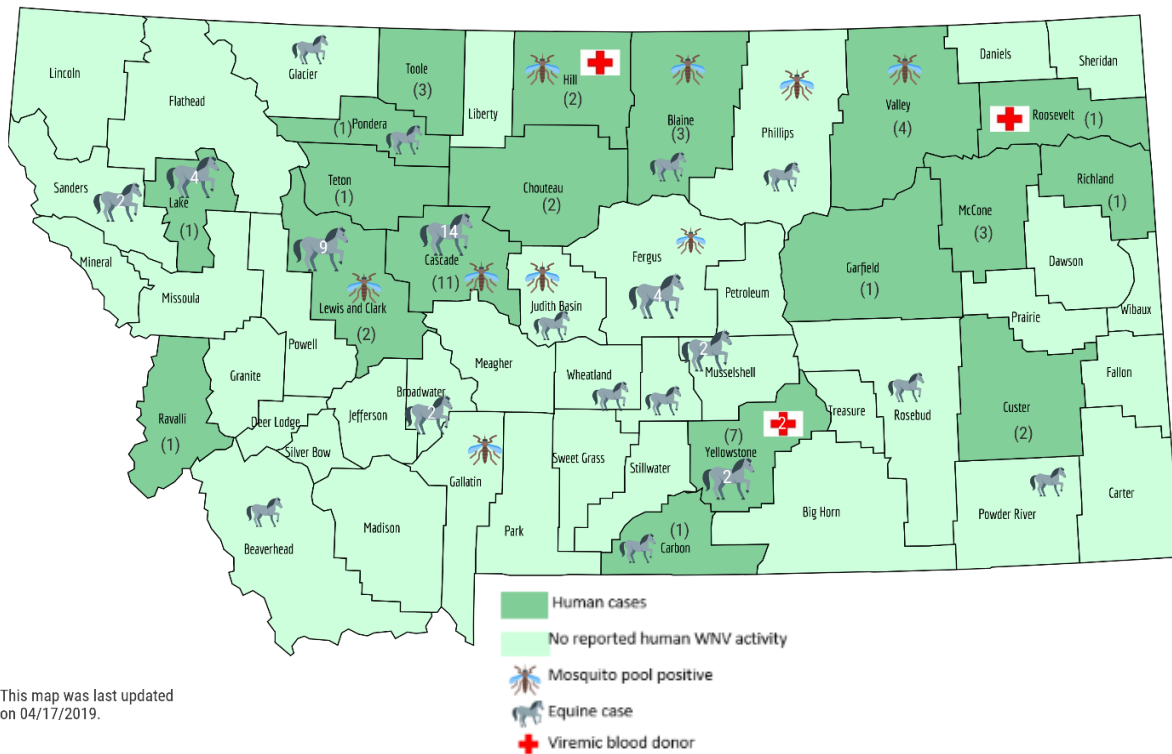 Lincoln
Flathead
Glacier
Toole
(3)
Liberty
Hill
(2)
Blaine
(3)
Phillips
Valley
(4)
Daniels
Sheridan
Roosevelt (1)
(1) Pondera
Teton
(1)
Chouteau
(2)
Sanders
2
4
Lake
(1)
Richland
(1)
McCone
(3)
Mineral
Missoula
9
Lewis and Clark
(2)
14
Cascade
(11)
Judith Basin
Fergus
4
Petroleum
Garfield
(1)
Dawson
Wibaux
Prairie
Powell
Granite
Meagher
Wheatland
2
Musselshell
Treasure
Rosebud
Custer
(2)
Fallon
Ravalli
(1)
Deer Lodge
Silver Bow
Jefferson
Broadwater
2
Gallatin
Sweet Grass
Stillwater
(7)
2
Yellowstone
2
Beaverhead
Madison
Park
(1)
Carbon
Big Horn
Powder River
Carter
Human cases
No reported human WNV activity
Mosquito pool positive
Equine case
Viremic blood donor
This map was last updated
on 04/17/2019.